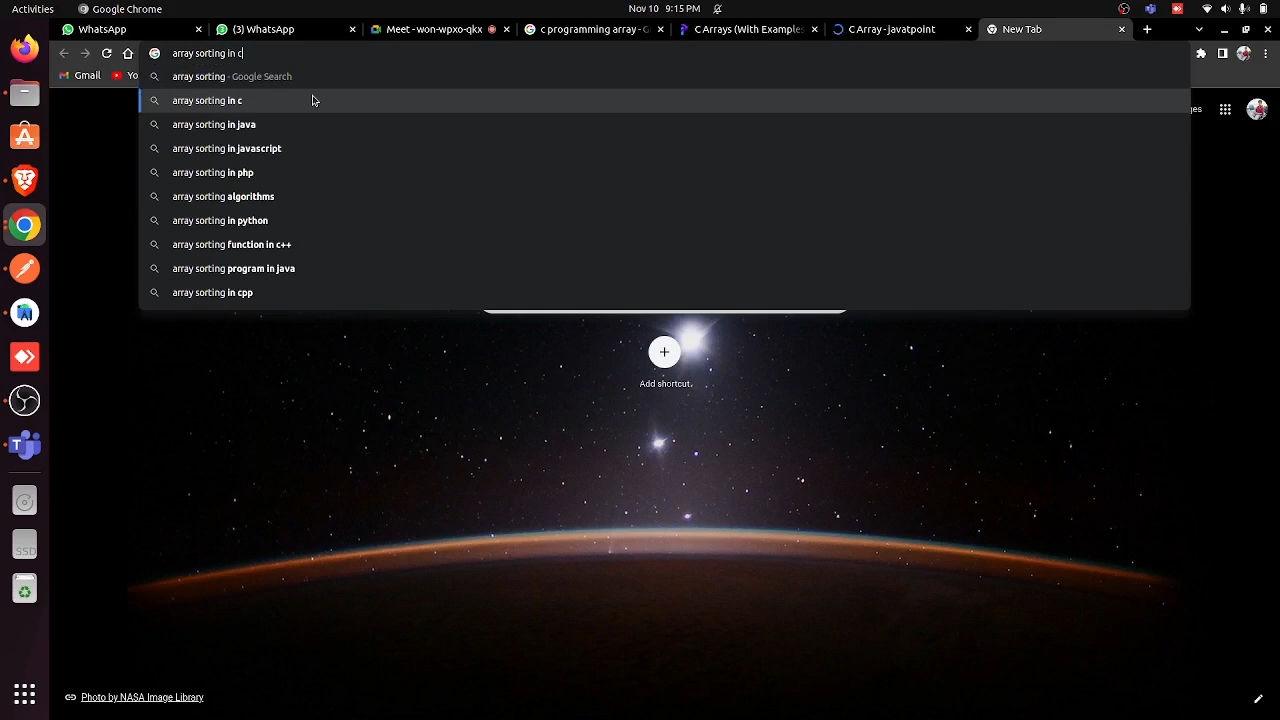 Activities
Google Chrome
Nov 10 9:15 PM
WhatsApp
(3) WhatsApp
Meet - won-wpxo-qkx
c programming array - G
C Arrays (With Examples
C Array - javatpoint
New Tab
array sorting in c
Gmail
Yo
array sorting - Google Search
array sorting in c
array sorting in java
array sorting in javascript
array sorting in php
array sorting algorithms
array sorting in python
array sorting function in c++
array sorting program in java
array sorting in cpp
ges
Add shortcut
SSD
Photo by NASA Image Library